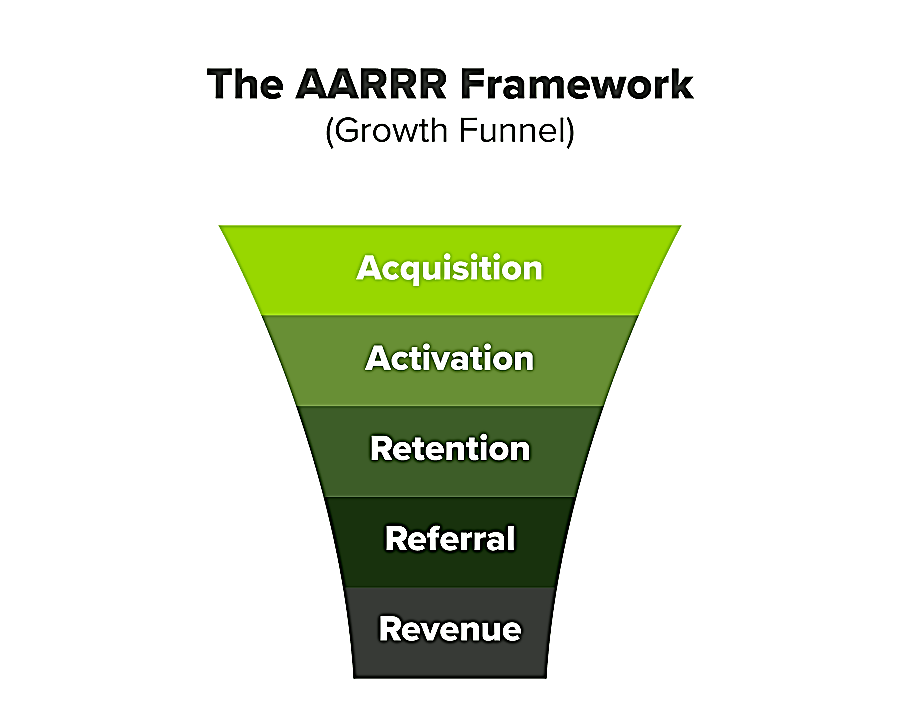 The AARRR Framework
(Growth Funnel)
Acquisition
Activation
Retention
Referral
Revenue